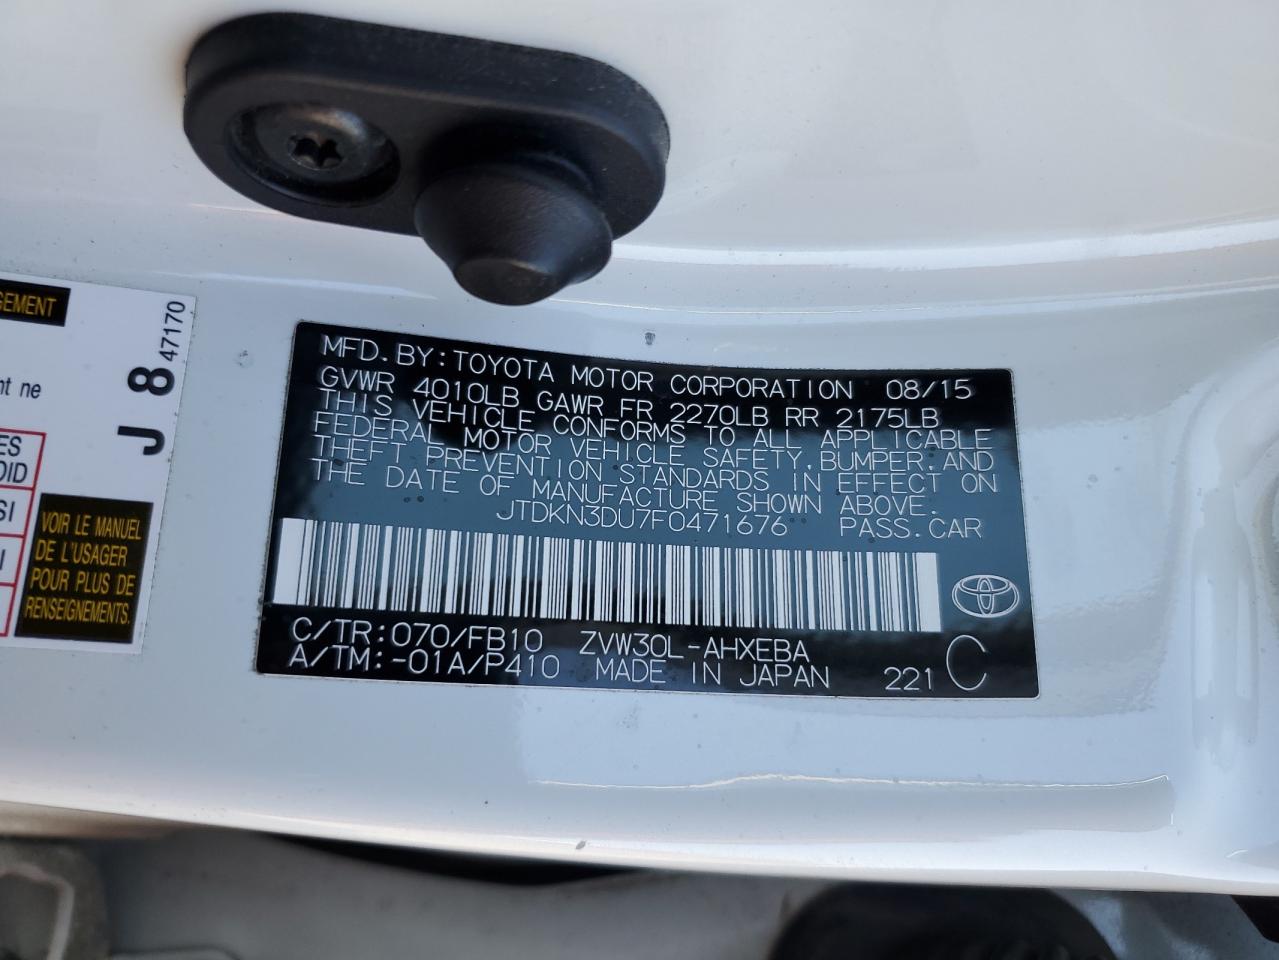 GEMENT
nt ne
ES
OID
SI
I
J 8 47170
VOIR LE MANUEL
DE L'USAGER
POUR PLUS DE
RENSEIGNEMENTS.
MFD. BY: TOYOTA MOTOR CORPORATION 08/15
GVWR 4010LB GAWR FR 2270LB RR 2175LB
THIS VEHICLE CONFORMS TO ALL APPLICABLE
FEDERAL MOTOR VEHICLE SAFETY, BUMPER, AND
THEFT PREVENTION STANDARDS IN EFFECT ON
THE DATE OF MANUFACTURE SHOWN ABOVE.
JTDKN3DU7F0471676 PASS. CAR
C/TR: 070/FB10 ZVW30L-AHXEBA
A/TM: -01A/P410 MADE IN JAPAN 221 C